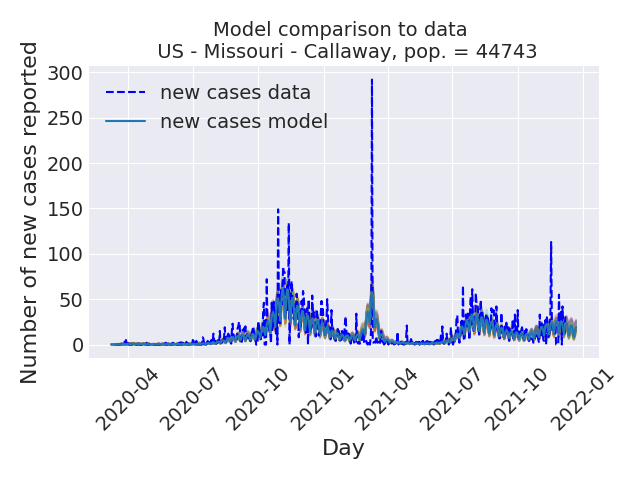 Model comparison to data
US - Missouri - Callaway, pop. = 44743
Number of new cases reported
300
250
200
150
100
50
0
new cases data
new cases model
2020-04
2020-07
2020-10
2021-01
2021-04
2021-07
2021-10
2022-01
Day